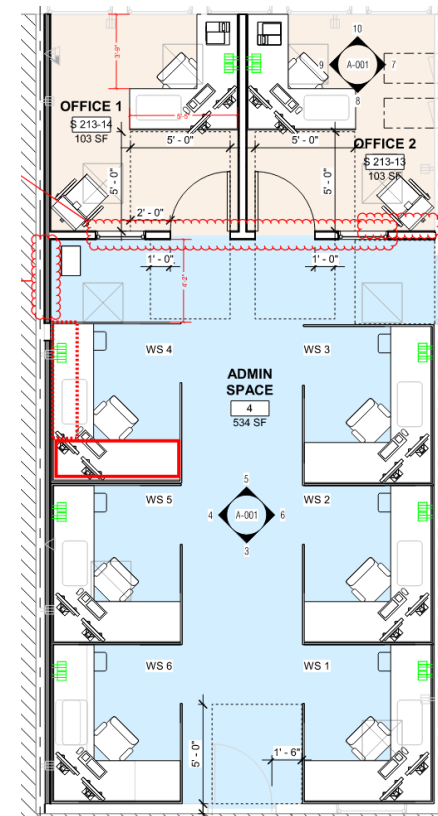 10
9
A-001
7
8
3'-9"
OFFICE 1
S 213-14
103 SF
5' - 0"
5' - 0"
OFFICE 2
S 213-13
103 SF
5' - 0"
5' - 0"
2' - 0"
1' - 0"
1' - 0"
4'-2"
WS 4
WS 3
ADMIN
SPACE
4
534 SF
WS 5
WS 2
5
4
A-001
6
3
WS 6
WS 1
5' - 0"
1' - 6"